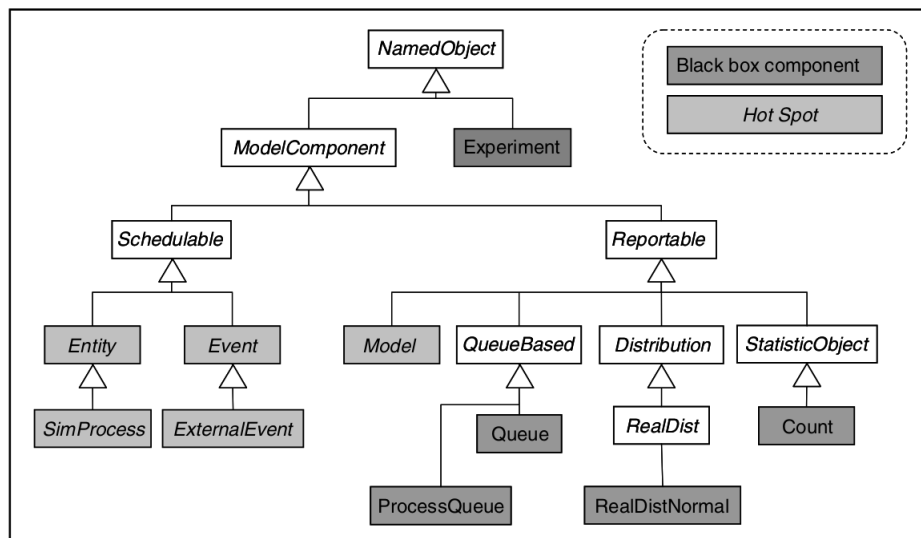 NamedObject
Black box component
Hot Spot
ModelComponent
Experiment
Schedulable
Reportable
Entity
Event
Model
QueueBased
Distribution
StatisticObject
SimProcess
ExternalEvent
Queue
RealDist
Count
ProcessQueue
RealDistNormal